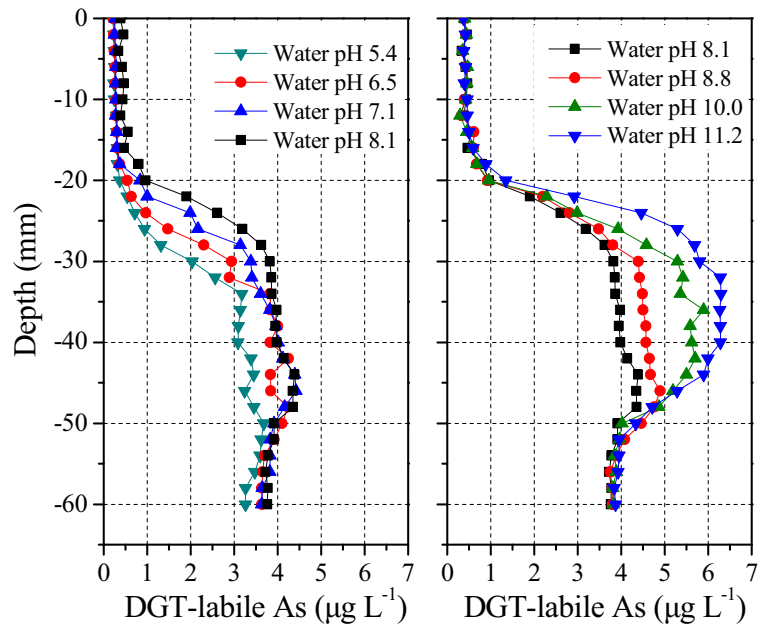 0
-10
-20
-30
-40
-50
-60
Depth (mm)
Water pH 5.4
Water pH 6.5
Water pH 7.1
Water pH 8.1
1 2 3 4 5 6 7
DGT-labile As (μg L⁻¹)
Water pH 8.1
Water pH 8.8
Water pH 10.0
Water pH 11.2
0 1 2 3 4 5 6 7
DGT-labile As (μg L⁻¹)